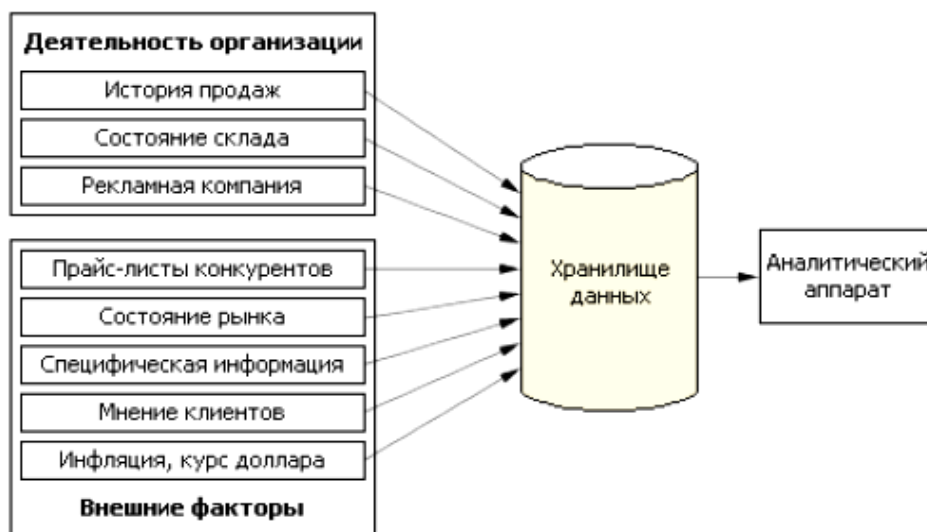 Деятельность организации
История продаж
Состояние склада
Рекламная компания
Прайс-листы конкурентов
Состояние рынка
Специфическая информация
Мнение клиентов
Инфляция, курс доллара
Внешние факторы
Хранилище
данных
Аналитический
аппарат